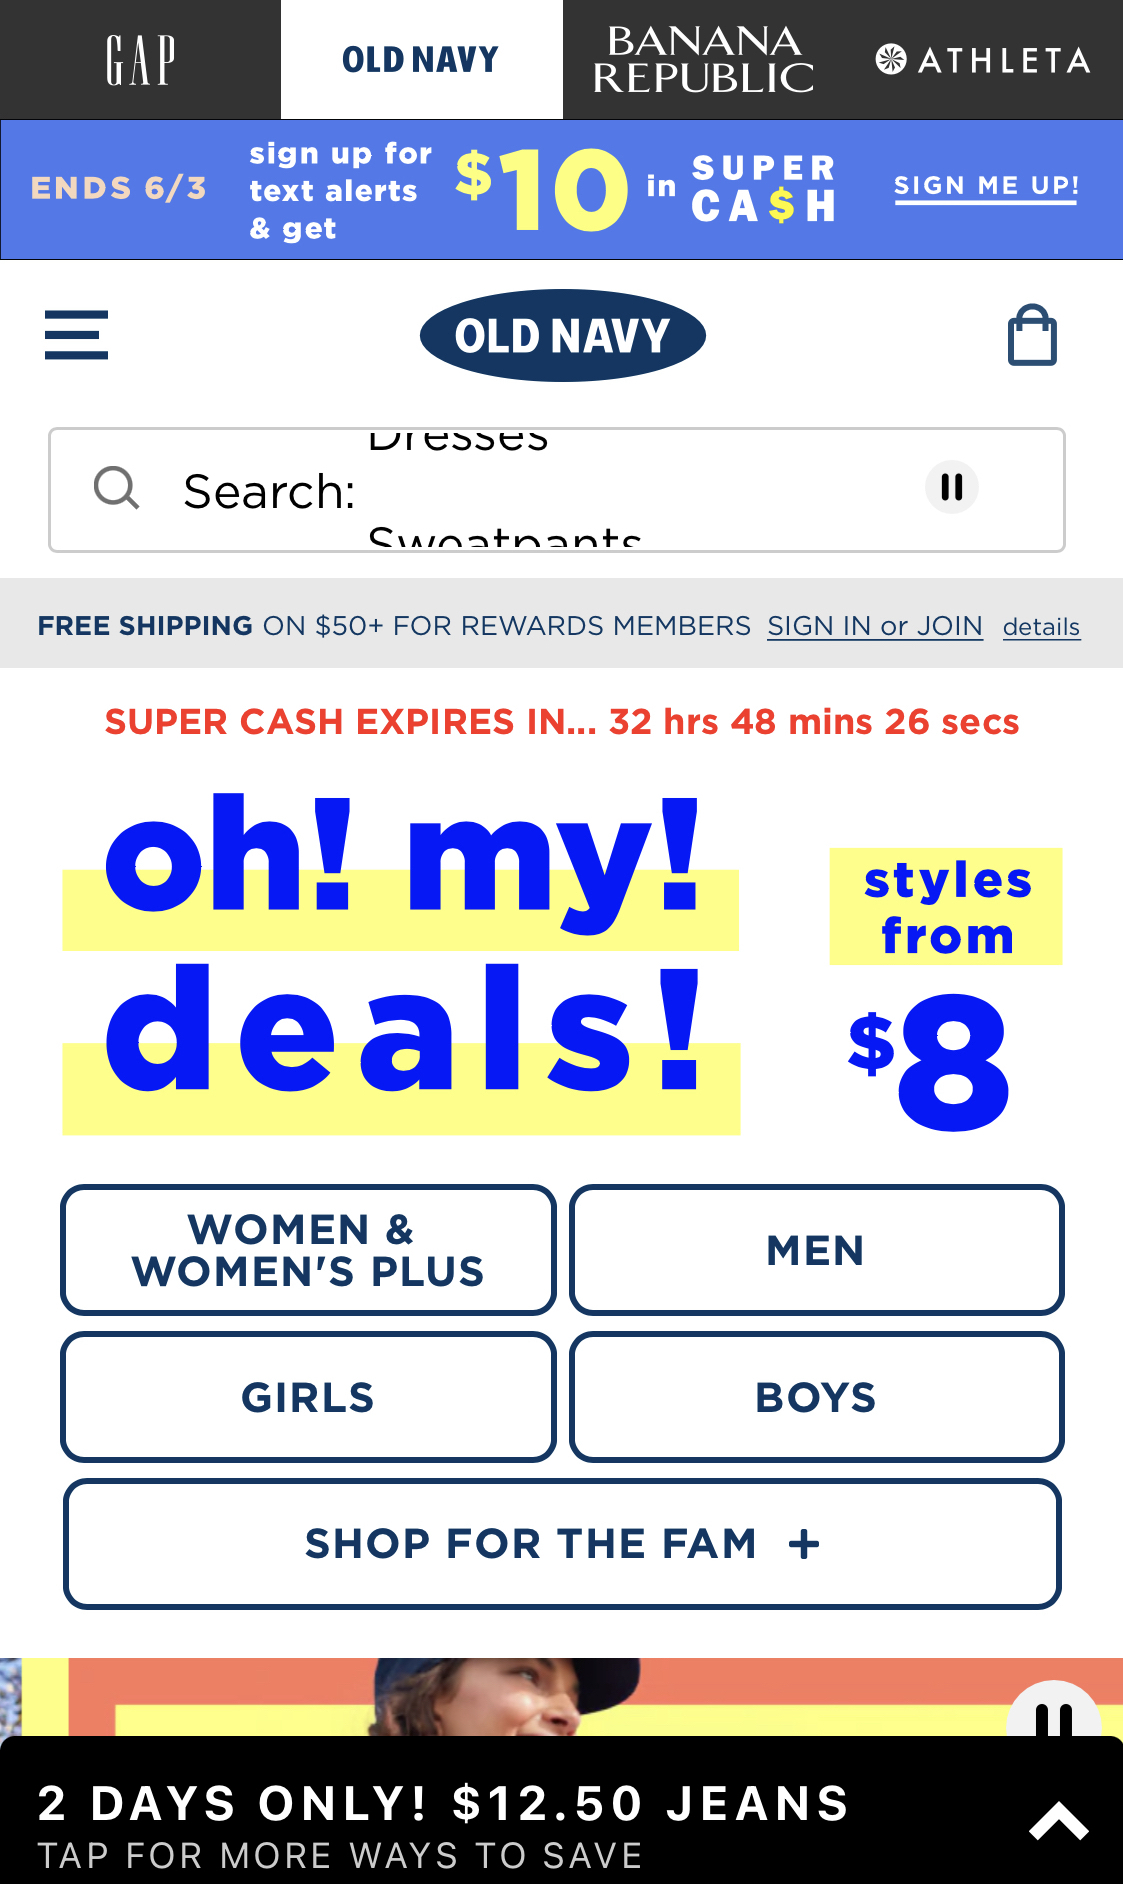 GAP
OLD NAVY
BANANA REPUBLIC
ATHLETA
ENDS 6/3
sign up for
text alerts
& get
$10
in
SUPER
CA$H
SIGN ME UP!
OLD NAVY
Dresses
Search:
Sweatpants
FREE SHIPPING ON $50+ FOR REWARDS MEMBERS SIGN IN or JOIN details
SUPER CASH EXPIRES IN... 32 hrs 48 mins 26 secs
oh! my!
deals!
styles
from
$8
WOMEN &
WOMEN'S PLUS
MEN
GIRLS
BOYS
SHOP FOR THE FAM +
2 DAYS ONLY! $12.50 JEANS
TAP FOR MORE WAYS TO SAVE